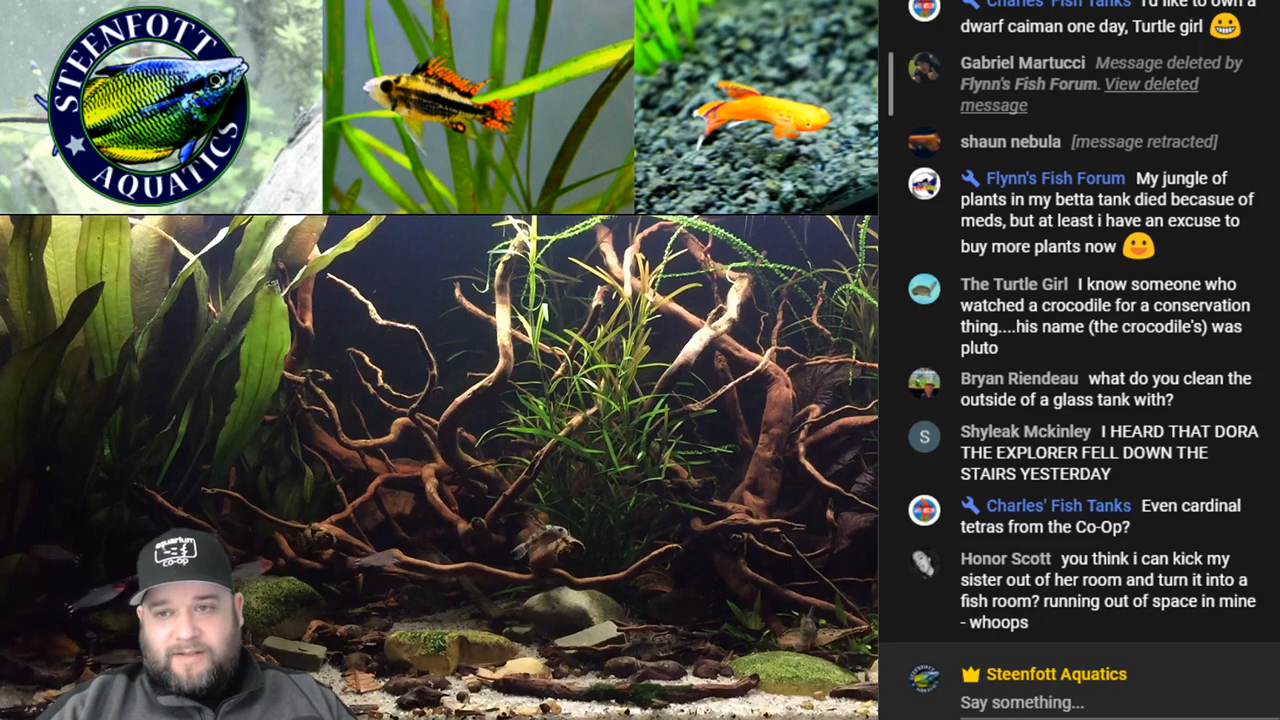 STEENFOTT
AQUATICS
aquarium
co-op
Charles' Fish Tanks I'd like to own a
dwarf caiman one day, Turtle girl
Gabriel Martucci Message deleted by
Flynn's Fish Forum. View deleted
message
shaun nebula [message retracted]
Flynn's Fish Forum My jungle of
plants in my betta tank died becasue of
meds, but at least i have an excuse to
buy more plants now
The Turtle Girl I know someone who
watched a crocodile for a conservation
thing....his name (the crocodile's) was
pluto
Bryan Riendeau what do you clean the
outside of a glass tank with?
S
Shyleak Mckinley I HEARD THAT DORA
THE EXPLORER FELL DOWN THE
STAIRS YESTERDAY
Charles' Fish Tanks Even cardinal
tetras from the Co-Op?
Honor Scott you think i can kick my
sister out of her room and turn it into a
fish room? running out of space in mine
- whoops
Steenfott Aquatics
Say something...